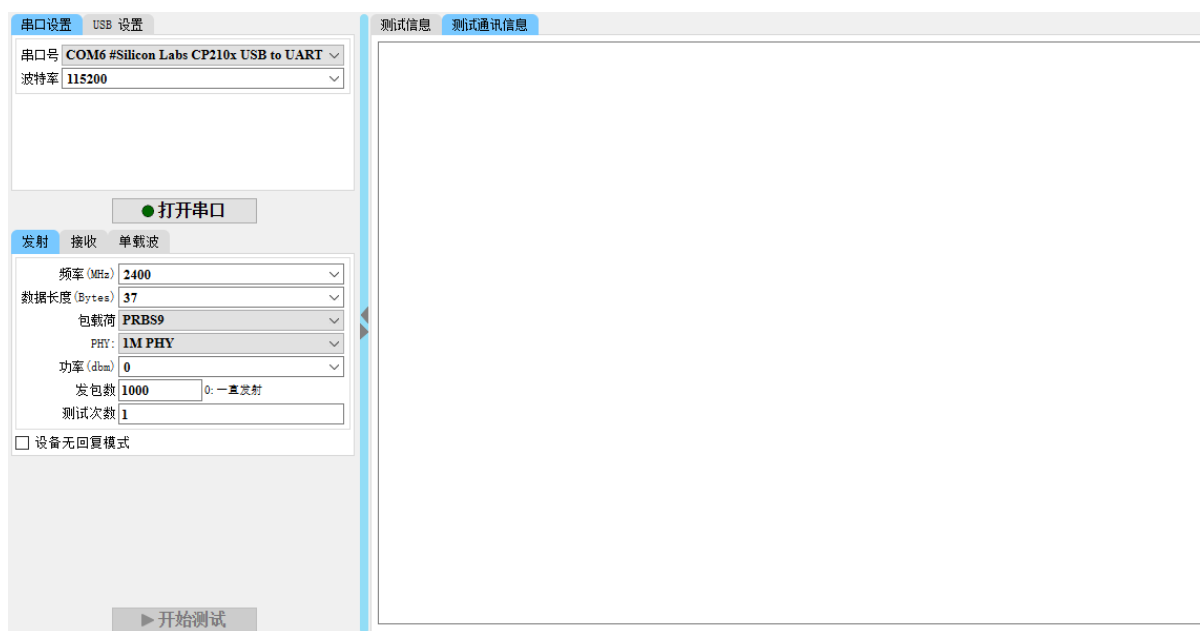 串口设置 USB 设置
串口号 COM6 #Silicon Labs CP210x USB to UART
波特率 115200
打开串口
发射 接收 单载波
频率(MHz) 2400
数据长度(Bytes) 37
包载荷 PRBS9
PHY: 1M PHY
功率(dbm) 0
发包数 1000 0: 一直发射
测试次数 1
设备无回复模式
开始测试
测试信息 测试通讯信息